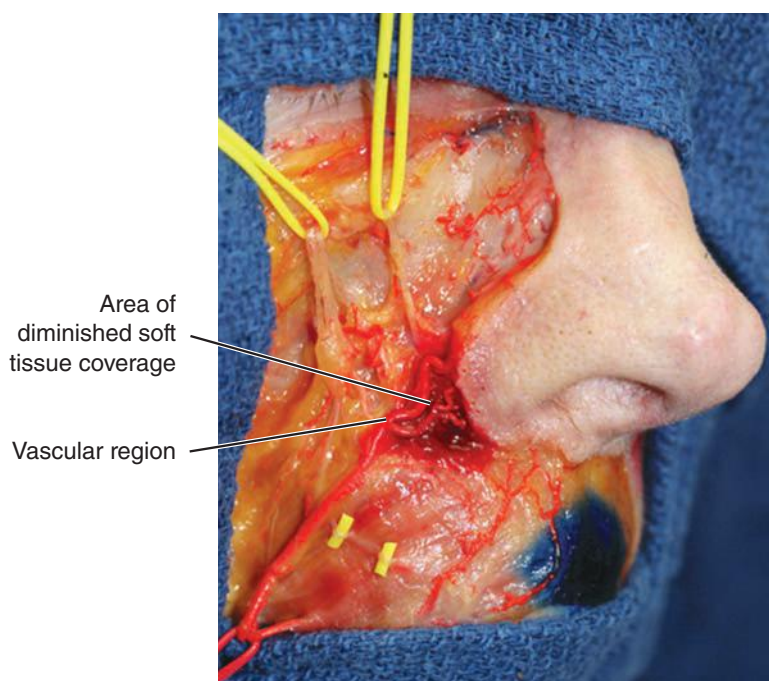 Area of
diminished soft
tissue coverage
Vascular region